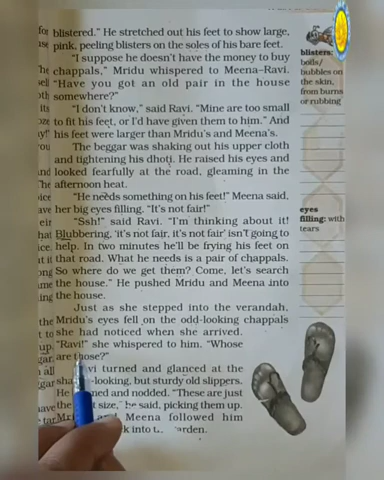 blistered." He stretched out his feet to show large,
pink, peeling blisters on the soles of his bare feet.
"I suppose he doesn't have the money to buy
chappals," Mridu whispered to Meena–Ravi.
"Have you got an old pair in the house
somewhere?"
"I don't know," said Ravi. "Mine are too small
to fit his feet, or I'd have given them to him." And
his feet were larger than Mridu's and Meena's.
The beggar was shaking out his upper cloth
and tightening his dhoti. He raised his eyes and
looked fearfully at the road, gleaming in the
afternoon heat.
"He needs something on his feet!" Meena said,
her big eyes filling. "It's not fair!"
"Ssh!" said Ravi. "I'm thinking about it!
Blubbering, 'it's not fair, it's not fair' isn't going to
help. In two minutes he'll be frying his feet on
that road. What he needs is a pair of chappals.
So where do we get them? Come, let's search
the house." He pushed Mridu and Meena into
the house.
Just as she stepped into the verandah,
Mridu's eyes fell on the odd-looking chappals
she had noticed when she arrived.
"Ravi!" she whispered to him. "Whose
are those?"
turned and glanced at the
-looking, but sturdy old slippers.
He and nodded. "These are just
the size," he said, picking them up.
Meena followed him
into
blisters:
boils/
bubbles on
the skin,
from burns
or rubbing
eyes
filling: with
tears